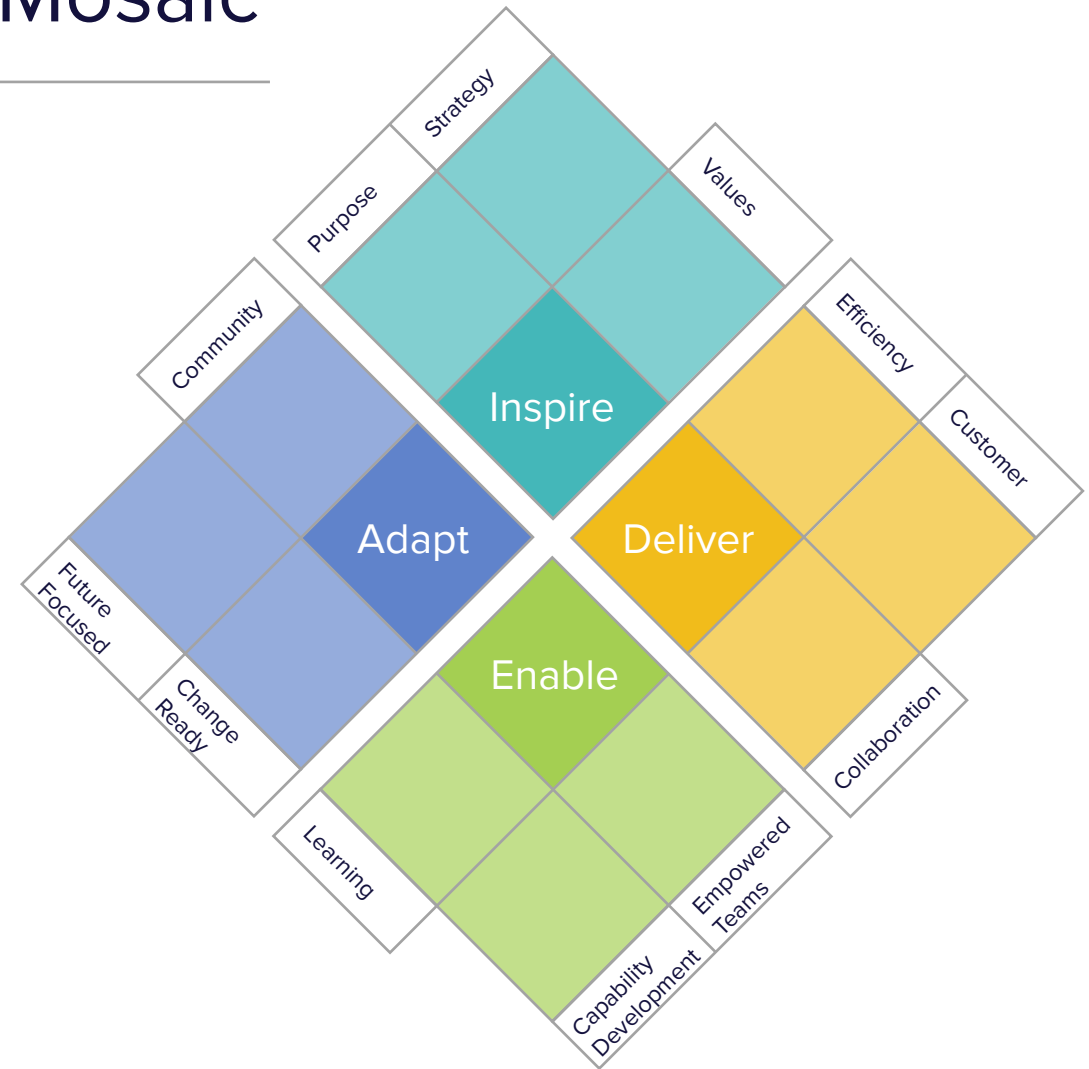 Mosaic
Strategy
Purpose
Values
Community
Efficiency
Customer
Inspire
Adapt
Deliver
Enable
Future
Focused
Change
Ready
Collaboration
Learning
Empowered
Teams
Capability
Development